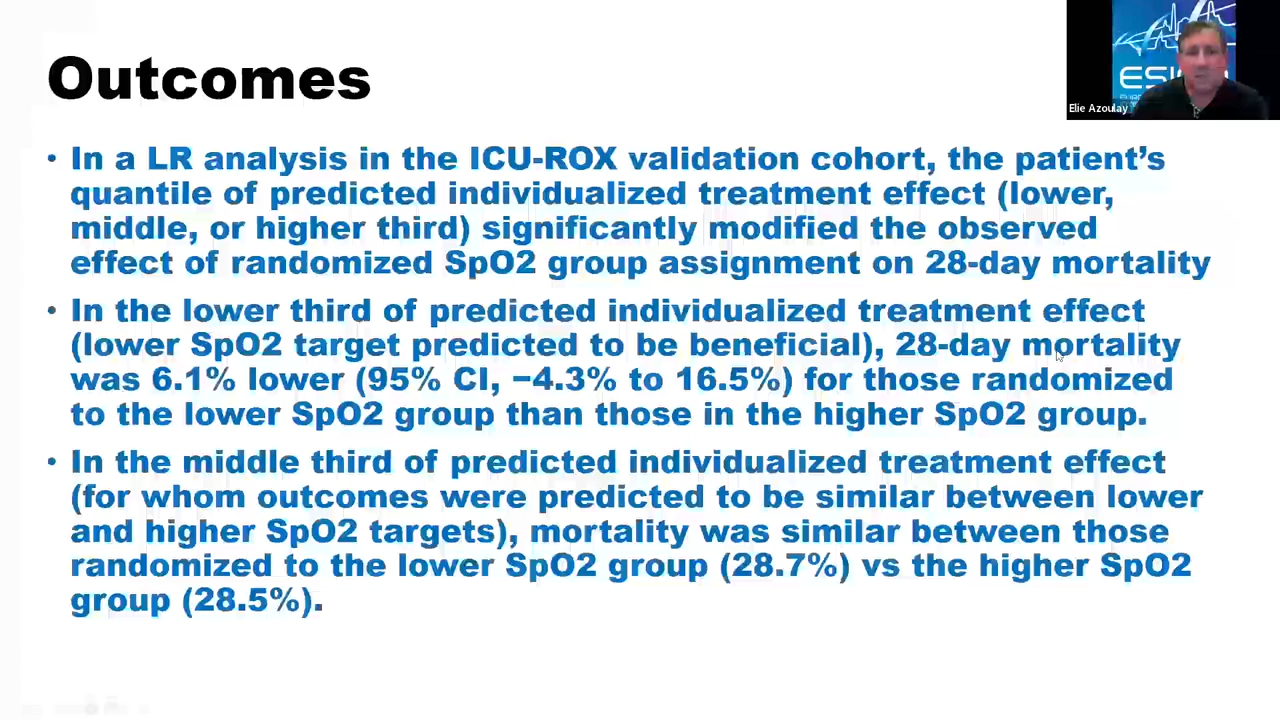 Outcomes
Elie Azoulay
• In a LR analysis in the ICU-ROX validation cohort, the patient’s
quantile of predicted individualized treatment effect (lower,
middle, or higher third) significantly modified the observed
effect of randomized SpO2 group assignment on 28-day mortality
• In the lower third of predicted individualized treatment effect
(lower SpO2 target predicted to be beneficial), 28-day mortality
was 6.1% lower (95% CI, −4.3% to 16.5%) for those randomized
to the lower SpO2 group than those in the higher SpO2 group.
• In the middle third of predicted individualized treatment effect
(for whom outcomes were predicted to be similar between lower
and higher SpO2 targets), mortality was similar between those
randomized to the lower SpO2 group (28.7%) vs the higher SpO2
group (28.5%).